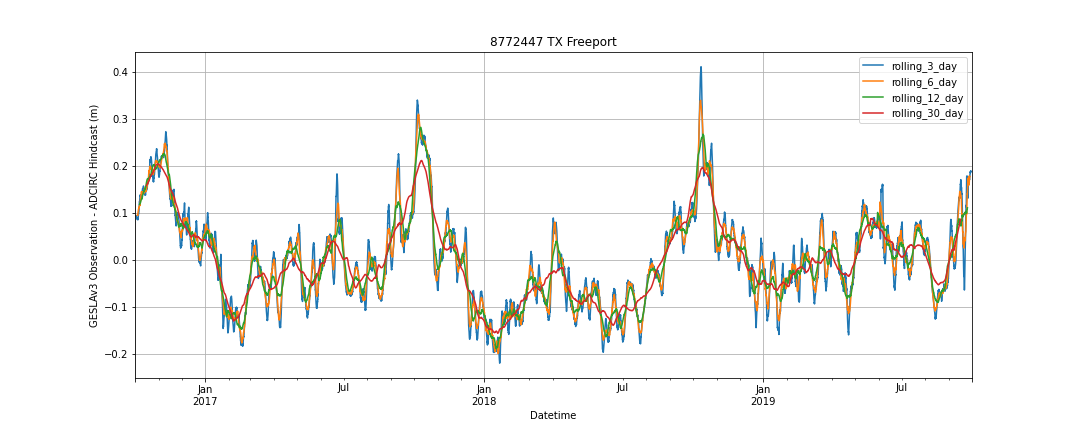 8772447 TX Freeport
GESLAv3 Observation - ADCIRC Hindcast (m)
0.4
0.3
0.2
0.1
0.0
−0.1
−0.2
rolling_3_day
rolling_6_day
rolling_12_day
rolling_30_day
Jan
2017
Jul
Jan
2018
Jul
Jan
2019
Jul
Datetime